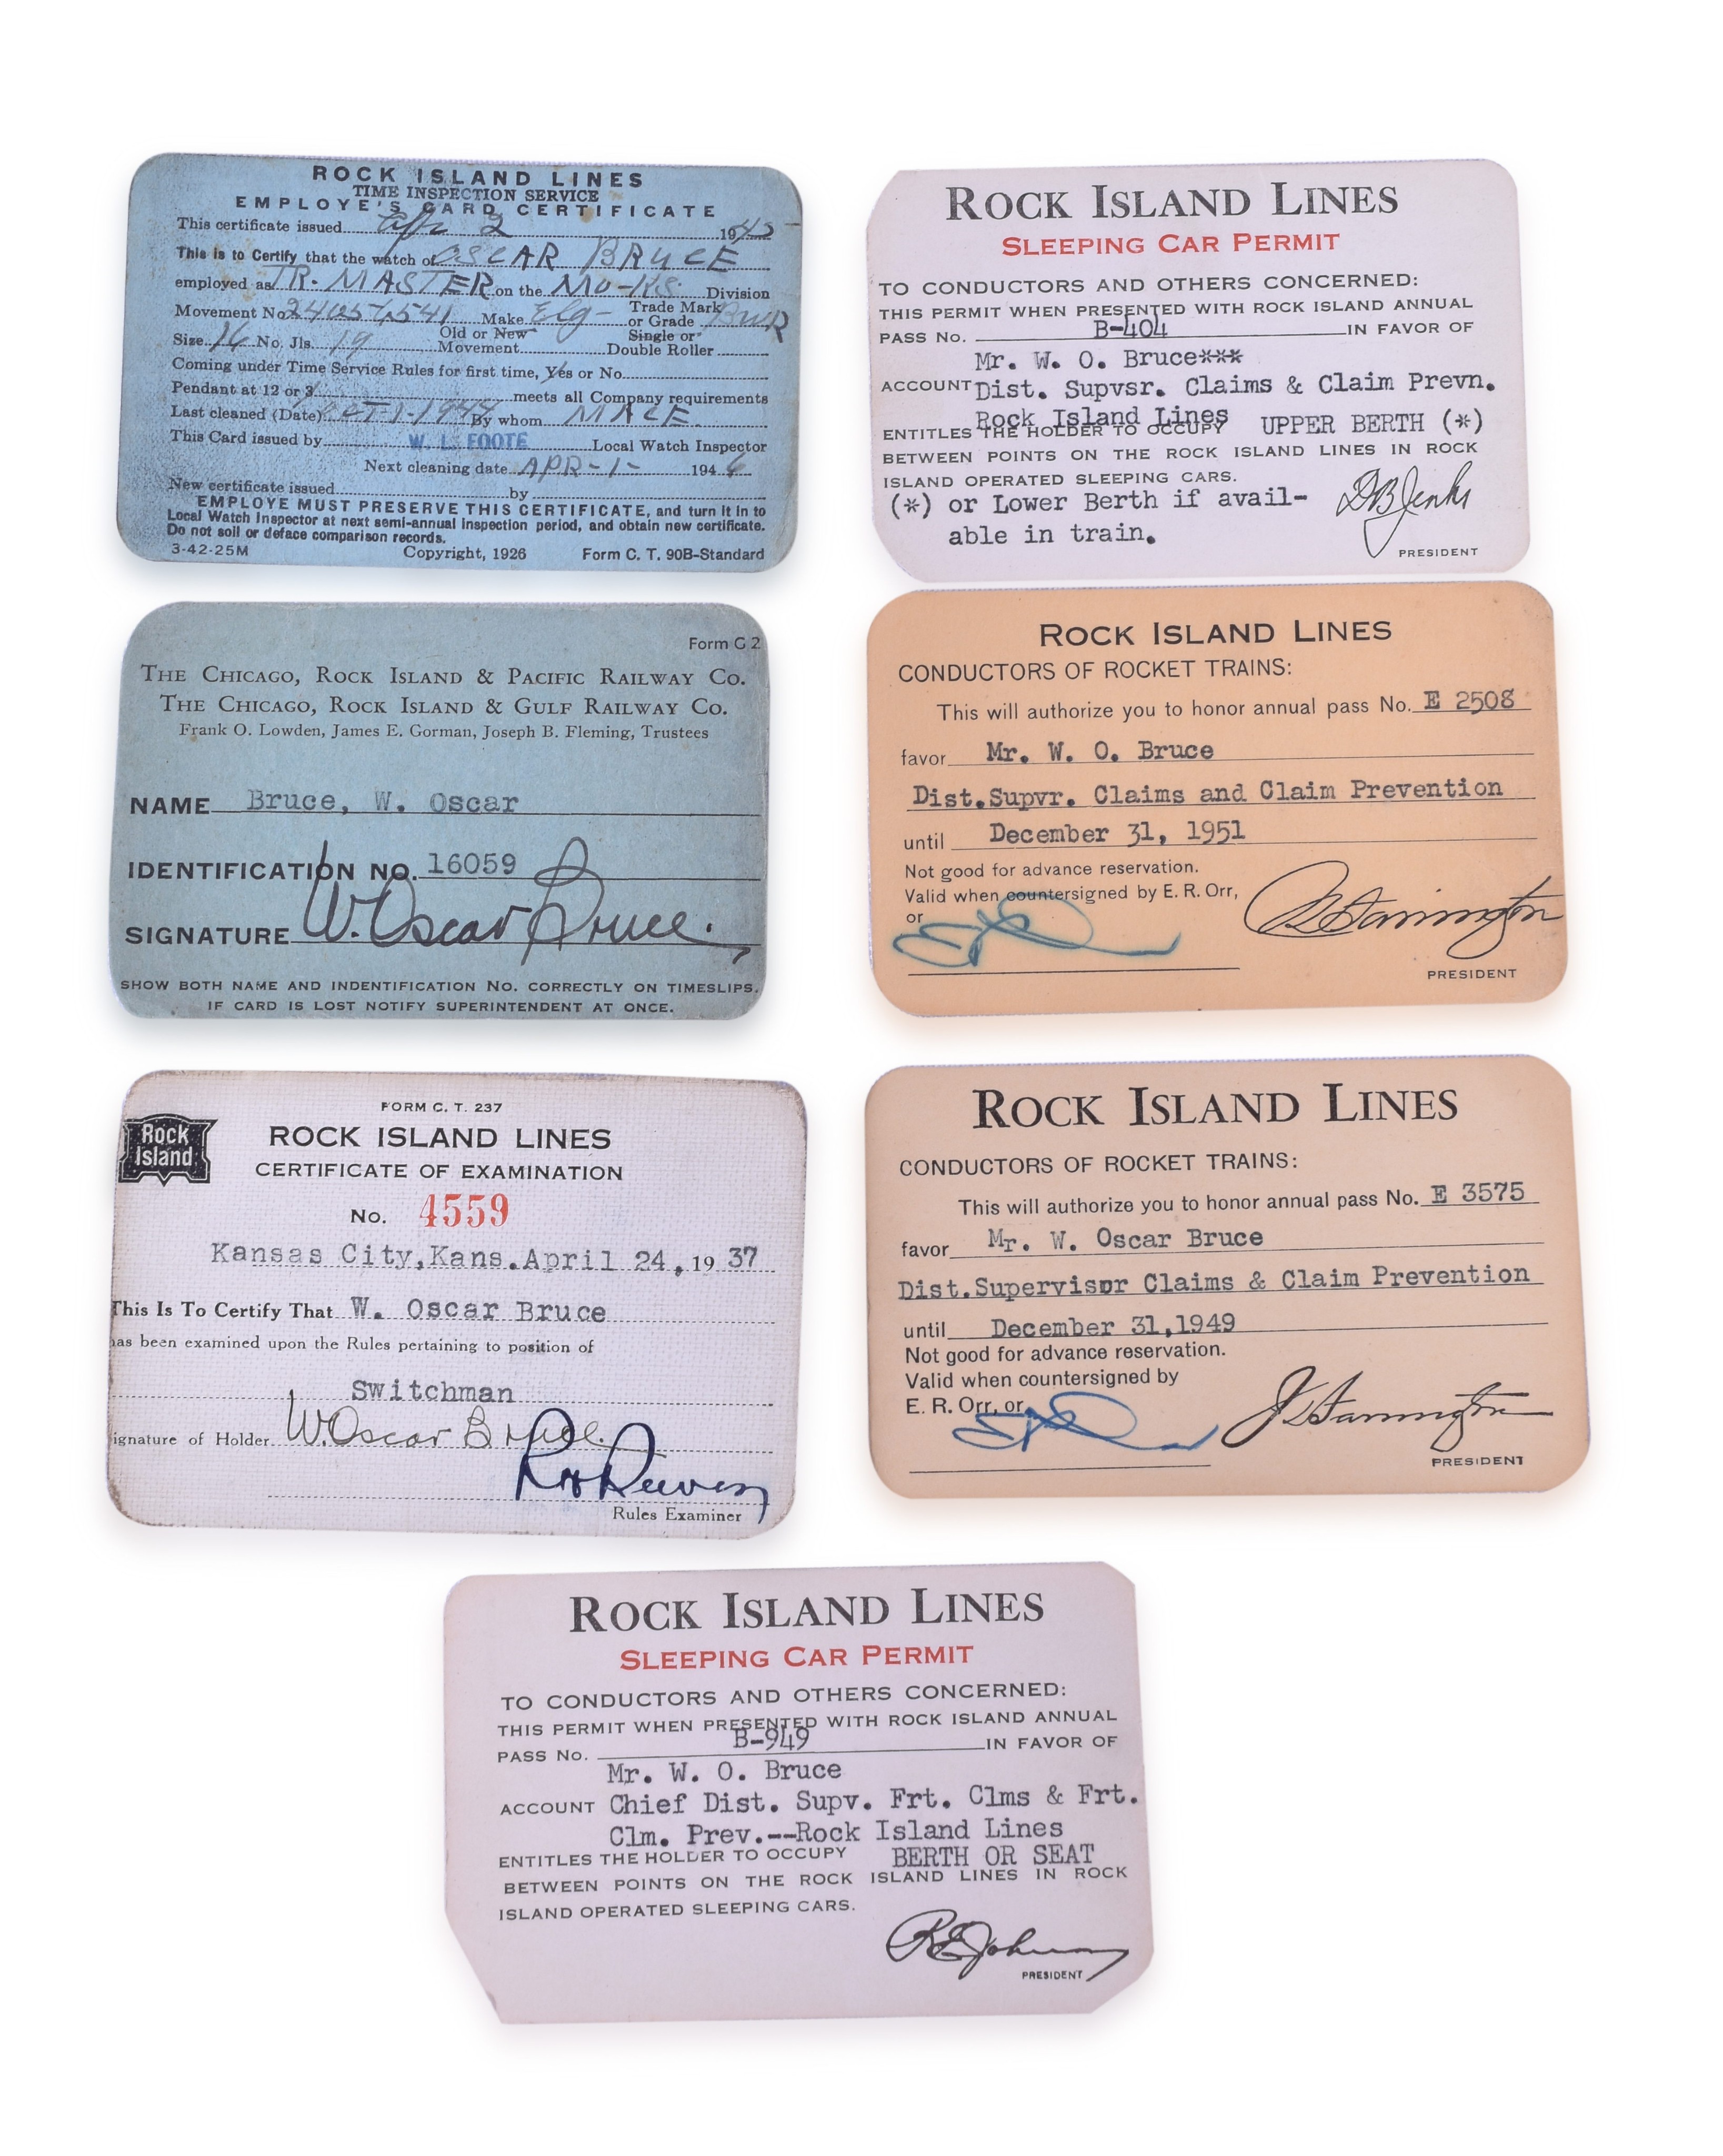 ROCK ISLAND LINES
TIME INSPECTION SERVICE
EMPLOYE'S CARD CERTIFICATE
This certificate issued Apr 2 1945
This is to Certify that the watch of OSCAR BRUCE
employed as TR. MASTER on the MO-KS Division
Movement No. Make Elg- Trade Mark or Grade BWR
Size 16 No. Jls. 19 Old or New Movement Single or Double Roller
Coming under Time Service Rules for first time, Yes or No
Pendant at 12 or 3 meets all Company requirements
Last cleaned (Date) OCT-1-1944 By whom MACE.
This Card issued by W. L. FOOTE Local Watch Inspector
Next cleaning date APR-1- 1946
New certificate issued by
EMPLOYE MUST PRESERVE THIS CERTIFICATE, and turn it in to
Local Watch Inspector at next semi-annual inspection period, and obtain new certificate.
Do not soil or deface comparison records.
3-42-25M Copyright, 1926 Form C. T. 90B-Standard
Form G 2
THE CHICAGO, ROCK ISLAND & PACIFIC RAILWAY CO.
THE CHICAGO, ROCK ISLAND & GULF RAILWAY CO.
Frank O. Lowden, James E. Gorman, Joseph B. Fleming, Trustees
NAME Bruce, W. Oscar
IDENTIFICATION NO. 16059
SIGNATURE W. Oscar Bruce.
SHOW BOTH NAME AND INDENTIFICATION NO. CORRECTLY ON TIMESLIPS.
IF CARD IS LOST NOTIFY SUPERINTENDENT AT ONCE.
FORM C. T. 237
Rock
Island
ROCK ISLAND LINES
CERTIFICATE OF EXAMINATION
No. 4559
Kansas City,Kans.April 24,1937
This Is To Certify That W. Oscar Bruce
has been examined upon the Rules pertaining to position of
Switchman
ignature of Holder W. Oscar Bruce
Rules Examiner
ROCK ISLAND LINES
SLEEPING CAR PERMIT
TO CONDUCTORS AND OTHERS CONCERNED:
THIS PERMIT WHEN PRESENTED WITH ROCK ISLAND ANNUAL
PASS No. B-404 IN FAVOR OF
Mr. W. O. Bruce***
ACCOUNT Dist. Supvsr. Claims & Claim Prevn.
Rock Island Lines
ENTITLES THE HOLDER TO OCCUPY UPPER BERTH (*)
BETWEEN POINTS ON THE ROCK ISLAND LINES IN ROCK
ISLAND OPERATED SLEEPING CARS.
(*) or Lower Berth if avail-
able in train.
D B Jenks
PRESIDENT
ROCK ISLAND LINES
CONDUCTORS OF ROCKET TRAINS:
This will authorize you to honor annual pass No. E 2508
favor Mr. W. O. Bruce
Dist.Supvr. Claims and Claim Prevention
until December 31, 1951
Not good for advance reservation.
Valid when countersigned by E. R. Orr,
or
J D Farrington
PRESIDENT
ROCK ISLAND LINES
CONDUCTORS OF ROCKET TRAINS:
This will authorize you to honor annual pass No. E 3575
favor Mr. W. Oscar Bruce
Dist.Supervisor Claims & Claim Prevention
until December 31,1949
Not good for advance reservation.
Valid when countersigned by
E. R. Orr, or
J D Farrington
PRESIDENT
ROCK ISLAND LINES
SLEEPING CAR PERMIT
TO CONDUCTORS AND OTHERS CONCERNED:
THIS PERMIT WHEN PRESENTED WITH ROCK ISLAND ANNUAL
PASS No. B-949 IN FAVOR OF
Mr. W. O. Bruce
ACCOUNT Chief Dist. Supv. Frt. Clms & Frt.
Clm. Prev.--Rock Island Lines
ENTITLES THE HOLDER TO OCCUPY BERTH OR SEAT
BETWEEN POINTS ON THE ROCK ISLAND LINES IN ROCK
ISLAND OPERATED SLEEPING CARS.
R E Johnson
PRESIDENT